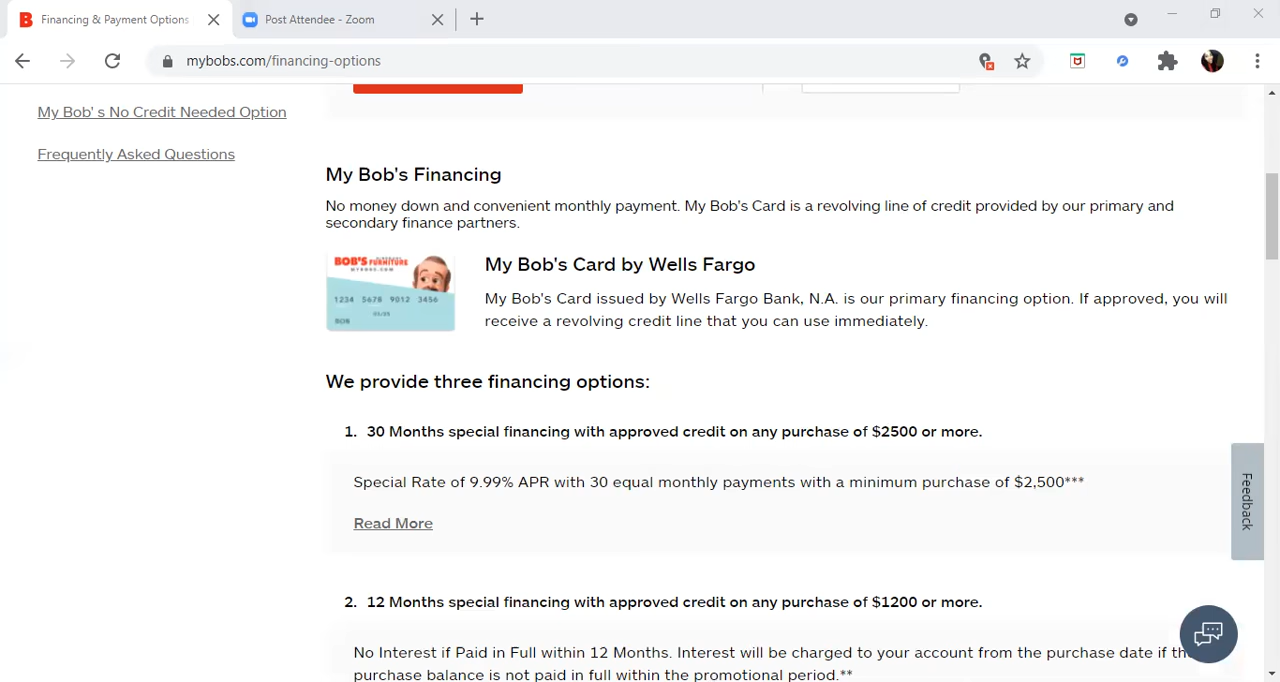 Financing & Payment Options
Post Attendee - Zoom
mybobs.com/financing-options
My Bob' s No Credit Needed Option
Frequently Asked Questions
My Bob's Financing
No money down and convenient monthly payment. My Bob's Card is a revolving line of credit provided by our primary and
secondary finance partners.
BOB'S FURNITURE
MYBOBS.COM
1234 5678 9012 3456
BOB
My Bob's Card by Wells Fargo
My Bob's Card issued by Wells Fargo Bank, N.A. is our primary financing option. If approved, you will
receive a revolving credit line that you can use immediately.
We provide three financing options:
1. 30 Months special financing with approved credit on any purchase of $2500 or more.
Special Rate of 9.99% APR with 30 equal monthly payments with a minimum purchase of $2,500***
Read More
2. 12 Months special financing with approved credit on any purchase of $1200 or more.
No Interest if Paid in Full within 12 Months. Interest will be charged to your account from the purchase date if
purchase balance is not paid in full within the promotional period.**
Feedback